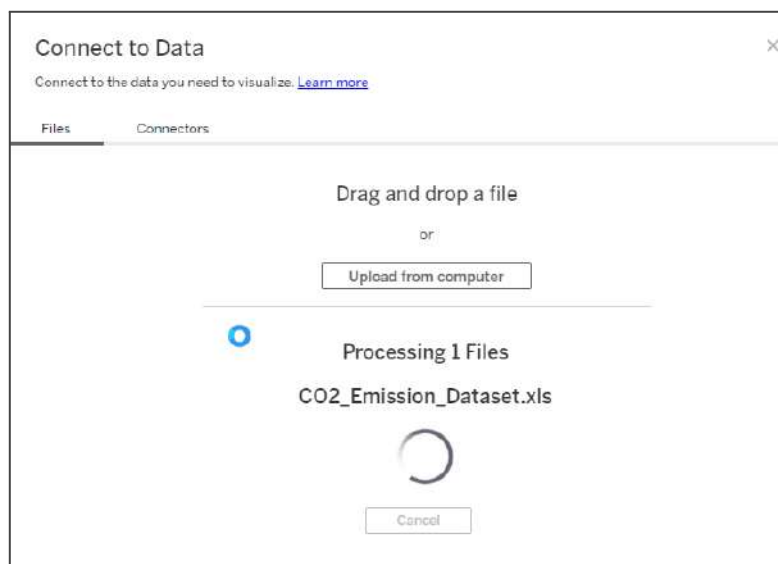 Connect to Data
Connect to the data you need to visualize. Learn more
Files Connectors
Drag and drop a file
or
Upload from computer
Processing 1 Files
CO2_Emission_Dataset.xls
Cancel